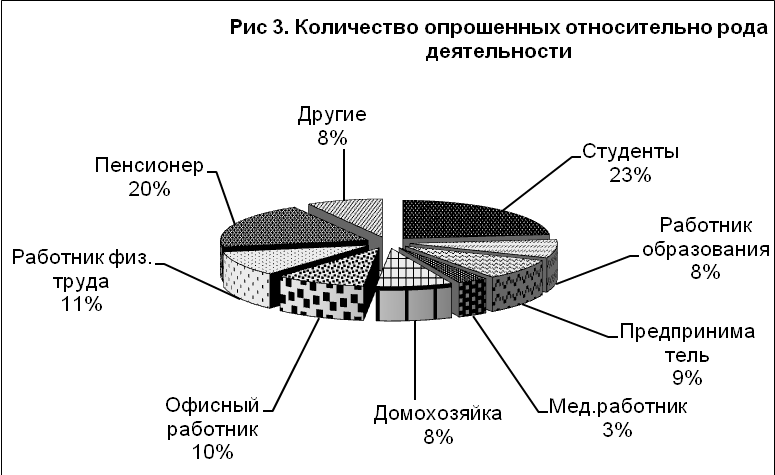 Рис 3. Количество опрошенных относительно рода
деятельности
Другие
8%
Студенты
23%
Пенсионер
20%
Работник
образования
8%
Работник физ.
труда
11%
Предпринима
тель
9%
Офисный
работник
10%
Домохозяйка
8%
Мед.работник
3%